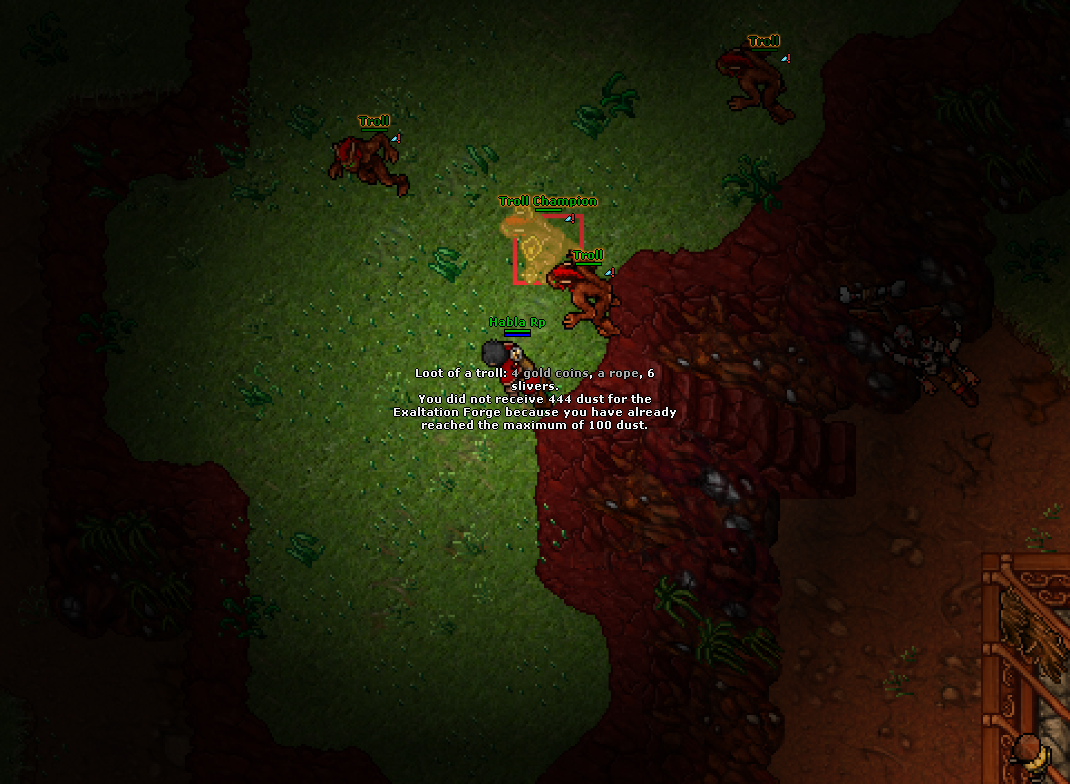 Troll
Troll
Troll Champion
Troll
Habla Rp
Loot of a troll: 4 gold coins, a rope, 6
slivers.
You did not receive 444 dust for the
Exaltation Forge because you have already
reached the maximum of 100 dust.